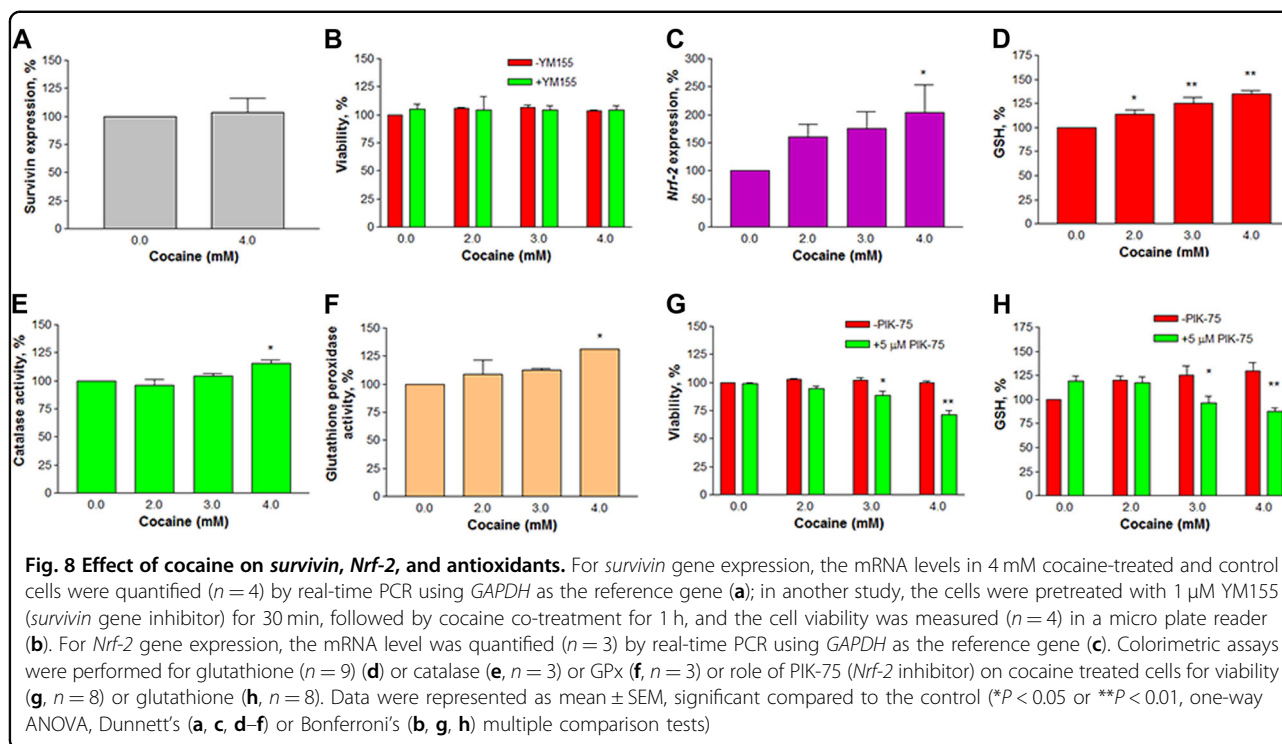 A
Survivin expression, %
150
125
100
75
50
25
0
0.0 4.0
Cocaine (mM)
B
-YM155
+YM155
Viability, %
150
125
100
75
50
25
0
0.0 2.0 3.0 4.0
Cocaine (mM)
C
Nrf-2 expression, %
300
250
200
150
100
50
0
*
0.0 2.0 3.0 4.0
Cocaine (mM)
D
GSH, %
175
150
125
100
75
50
25
0
* ** **
0.0 2.0 3.0 4.0
Cocaine (mM)
E
Catalase activity, %
150
125
100
75
50
25
0
*
0.0 2.0 3.0 4.0
Cocaine (mM)
F
Glutathione peroxidase
activity, %
150
125
100
75
50
25
0
*
0.0 2.0 3.0 4.0
Cocaine (mM)
G
-PIK-75
+5 µM PIK-75
Viability, %
150
125
100
75
50
25
0
* **
0.0 2.0 3.0 4.0
Cocaine (mM)
H
-PIK-75
+5 µM PIK-75
GSH, %
175
150
125
100
75
50
25
0
* **
0.0 2.0 3.0 4.0
Cocaine (mM)
Fig. 8 Effect of cocaine on survivin, Nrf-2, and antioxidants. For survivin gene expression, the mRNA levels in 4 mM cocaine-treated and control
cells were quantified (n = 4) by real-time PCR using GAPDH as the reference gene (a); in another study, the cells were pretreated with 1 µM YM155
(survivin gene inhibitor) for 30 min, followed by cocaine co-treatment for 1 h, and the cell viability was measured (n = 4) in a micro plate reader
(b). For Nrf-2 gene expression, the mRNA level was quantified (n = 3) by real-time PCR using GAPDH as the reference gene (c). Colorimetric assays
were performed for glutathione (n = 9) (d) or catalase (e, n = 3) or GPx (f, n = 3) or role of PIK-75 (Nrf-2 inhibitor) on cocaine treated cells for viability
(g, n = 8) or glutathione (h, n = 8). Data were represented as mean ± SEM, significant compared to the control (*P < 0.05 or **P < 0.01, one-way
ANOVA, Dunnett's (a, c, d–f) or Bonferroni's (b, g, h) multiple comparison tests)